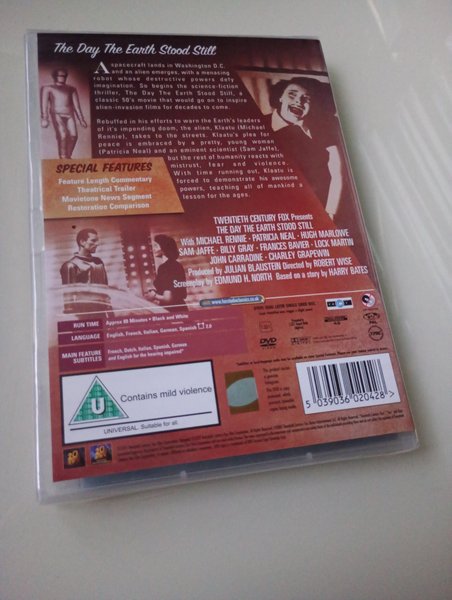 The Day The Earth Stood Still
A spacecraft lands in Washington D.C.
and an alien emerges, with a menacing
robot whose destructive powers defy
imagination. So begins the science-fiction
thriller, The Day The Earth Stood Still, a
classic 50's movie that would go on to inspire
alien-invasion films for decades to come.
Rebuffed in his efforts to warn the Earth's leaders
of it's impending doom, the alien, Klaatu (Michael
Rennie), takes to the streets. Klaatu's plea for
peace is embraced by a pretty, young woman
(Patricia Neal) and an eminent scientist (Sam Jaffe),
but the rest of humanity reacts with
mistrust, fear and violence.
With time running out, Klaatu is
forced to demonstrate his awesome
powers, teaching all of mankind a
lesson for the ages.
SPECIAL FEATURES
Feature Length Commentary
Theatrical Trailer
Movietone News Segment
Restoration Comparison
TWENTIETH CENTURY FOX Presents
THE DAY THE EARTH STOOD STILL
With MICHAEL RENNIE · PATRICIA NEAL · HUGH MARLOWE
SAM JAFFE · BILLY GRAY · FRANCES BAVIER · LOCK MARTIN
JOHN CARRADINE · CHARLEY GRAPEWIN
Produced by JULIAN BLAUSTEIN Directed by ROBERT WISE
Screenplay by EDMUND H. NORTH Based on a story by HARRY BATES
RUN TIME Approx 88 Minutes • Black and White
LANGUAGE English, French, Italian, German, Spanish 2.0
MAIN FEATURE SUBTITLES French, Dutch, Italian, Spanish, German
and English for the hearing impaired*
U
Contains mild violence
UNIVERSAL Suitable for all
DVD
PAL
5 039036 020428 >